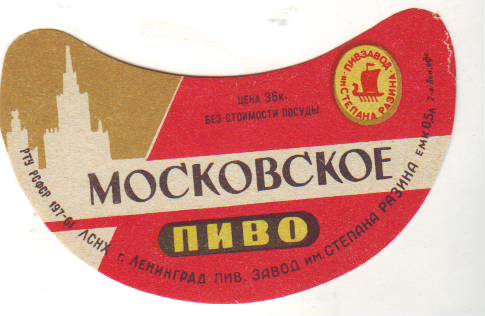 ПИВЗАВОД
ИМ. СТЕПАНА РАЗИНА
ЦЕНА 36К.
БЕЗ СТОИМОСТИ ПОСУДЫ
МОСКОВСКОЕ
ПИВО
РТУ РСФСР 197-61 ЛСНХ Г. ЛЕНИНГРАД ПИВ. ЗАВОД ИМ. СТЕПАНА РАЗИНА ЕМК 0,5Л